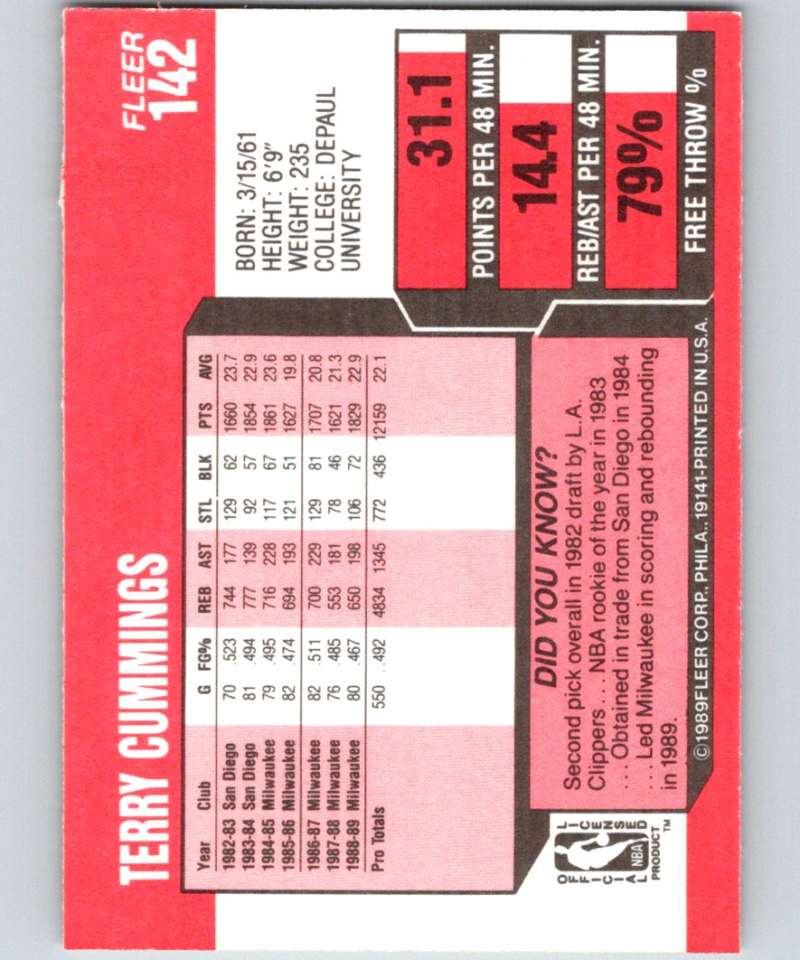 FLEER
142
TERRY CUMMINGS
BORN: 3/15/61
HEIGHT: 6'9"
WEIGHT: 235
COLLEGE: DEPAUL
UNIVERSITY
Year Club G FG% REB AST STL BLK PTS AVG
1982-83 San Diego 70 .523 744 177 129 62 1660 23.7
1983-84 San Diego 81 .494 777 139 92 57 1854 22.9
1984-85 Milwaukee 79 .495 716 228 117 67 1861 23.6
1985-86 Milwaukee 82 .474 694 193 121 51 1627 19.8
1986-87 Milwaukee 82 .511 700 229 129 81 1707 20.8
1987-88 Milwaukee 76 .485 553 181 78 46 1621 21.3
1988-89 Milwaukee 80 .467 650 198 106 72 1829 22.9
Pro Totals 550 .492 4834 1345 772 436 12159 22.1
31.1
POINTS PER 48 MIN.
14.4
REB/AST PER 48 MIN.
79%
FREE THROW %
DID YOU KNOW?
Second pick overall in 1982 draft by L.A.
Clippers . . . NBA rookie of the year in 1983
. . . Obtained in trade from San Diego in 1984
. . . Led Milwaukee in scoring and rebounding
in 1989.
OFFICIAL
LICENSED
NBA
PRODUCT™
©1989 FLEER CORP., PHILA., 19141-PRINTED IN U.S.A.